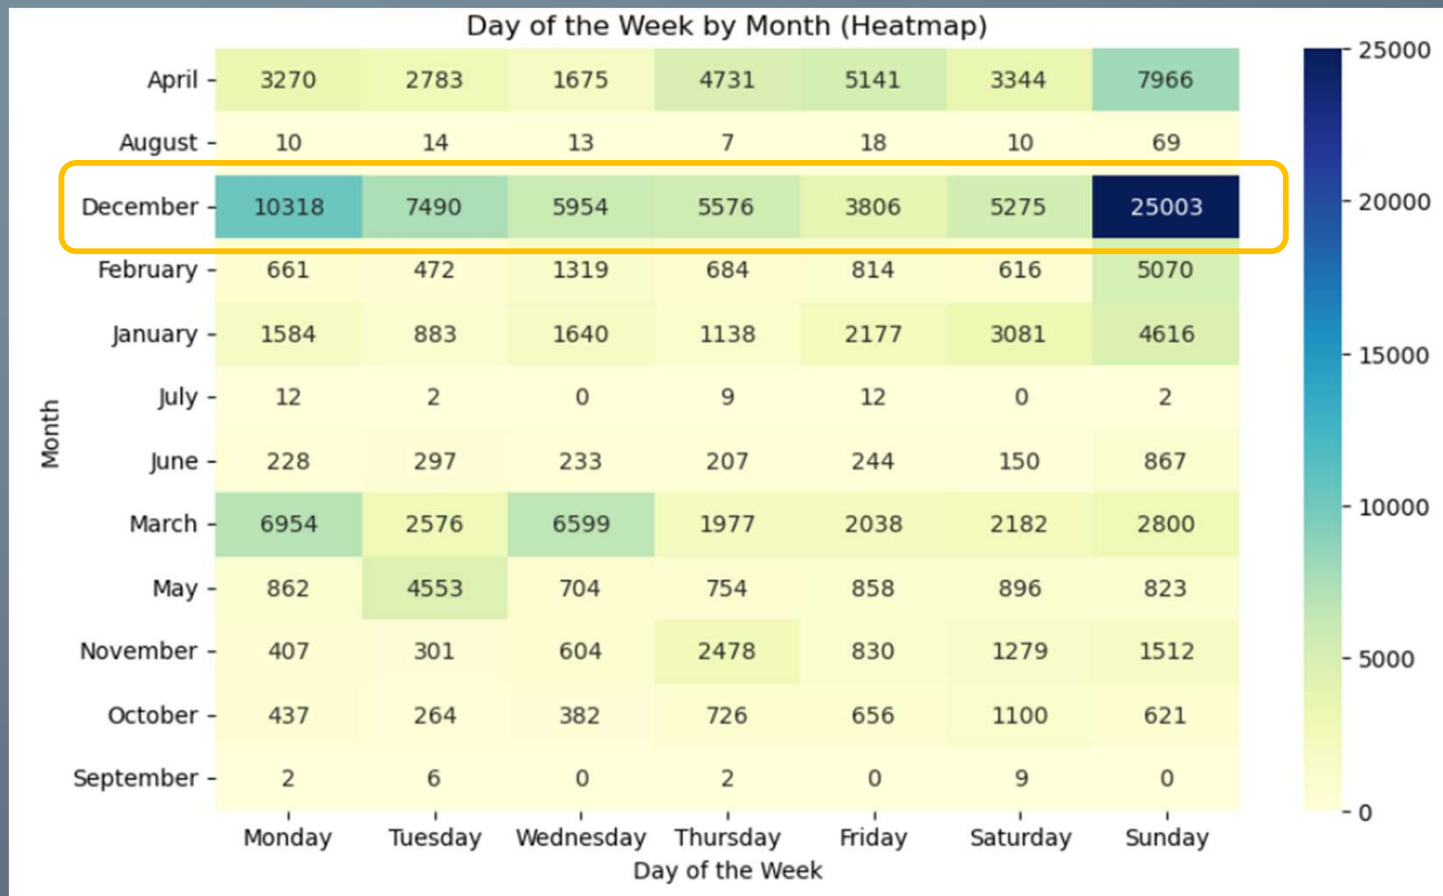 Day of the Week by Month (Heatmap)
April 3270 2783 1675 4731 5141 3344 7966
August 10 14 13 7 18 10 69
December 10318 7490 5954 5576 3806 5275 25003
February 661 472 1319 684 814 616 5070
January 1584 883 1640 1138 2177 3081 4616
July 12 2 0 9 12 0 2
June 228 297 233 207 244 150 867
March 6954 2576 6599 1977 2038 2182 2800
May 862 4553 704 754 858 896 823
November 407 301 604 2478 830 1279 1512
October 437 264 382 726 656 1100 621
September 2 6 0 2 0 9 0
Monday Tuesday Wednesday Thursday Friday Saturday Sunday
Day of the Week
Month
25000
20000
15000
10000
5000
0